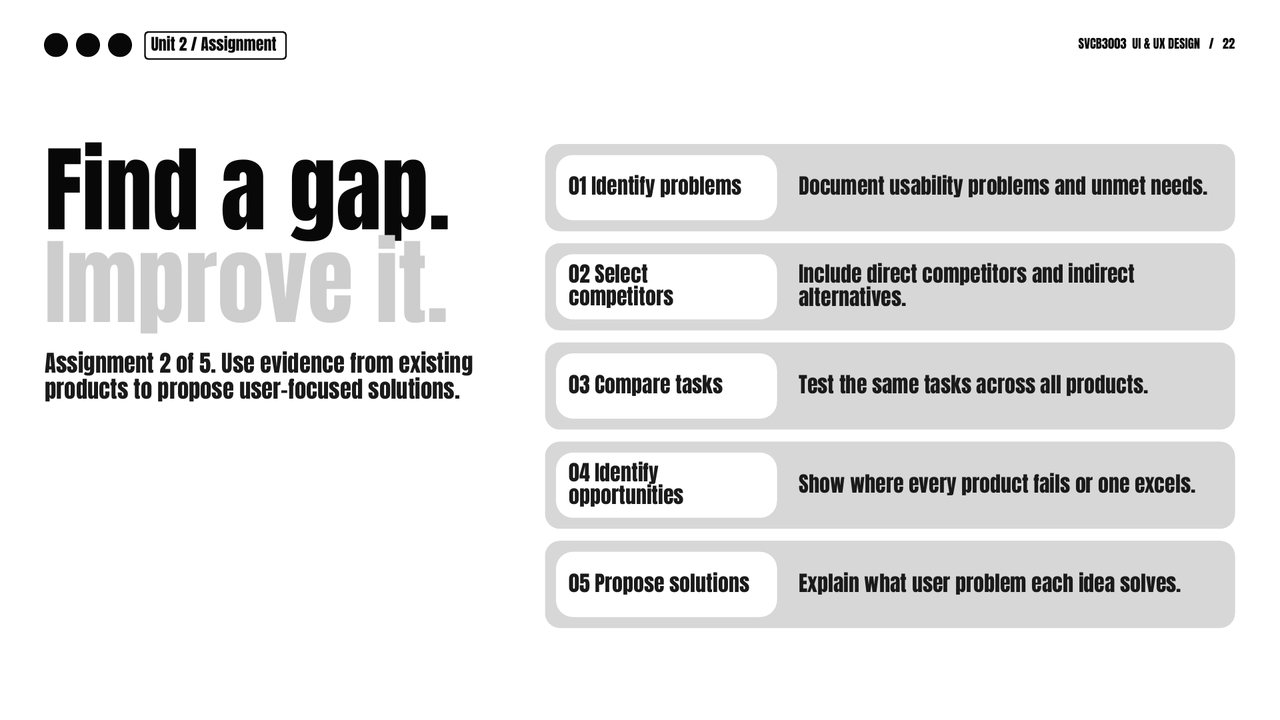 Unit 2 / Assignment
SVCB3003 UI & UX DESIGN / 22
Find a gap.
Improve it.
Assignment 2 of 5. Use evidence from existing
products to propose user-focused solutions.
01 Identify problems
Document usability problems and unmet needs.
02 Select
competitors
Include direct competitors and indirect
alternatives.
03 Compare tasks
Test the same tasks across all products.
04 Identify
opportunities
Show where every product fails or one excels.
05 Propose solutions
Explain what user problem each idea solves.